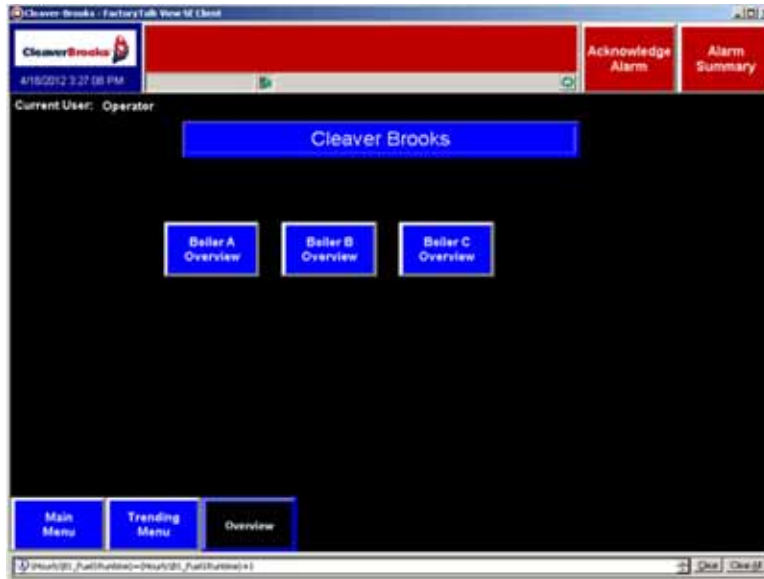 Cleaver-Brooks - FactoryTalk View SE Client
CleaverBrooks
4/18/2012 3:27:08 PM
Acknowledge
Alarm
Alarm
Summary
Current User: Operator
Cleaver Brooks
Boiler A
Overview
Boiler B
Overview
Boiler C
Overview
Main
Menu
Trending
Menu
Overview
Clear